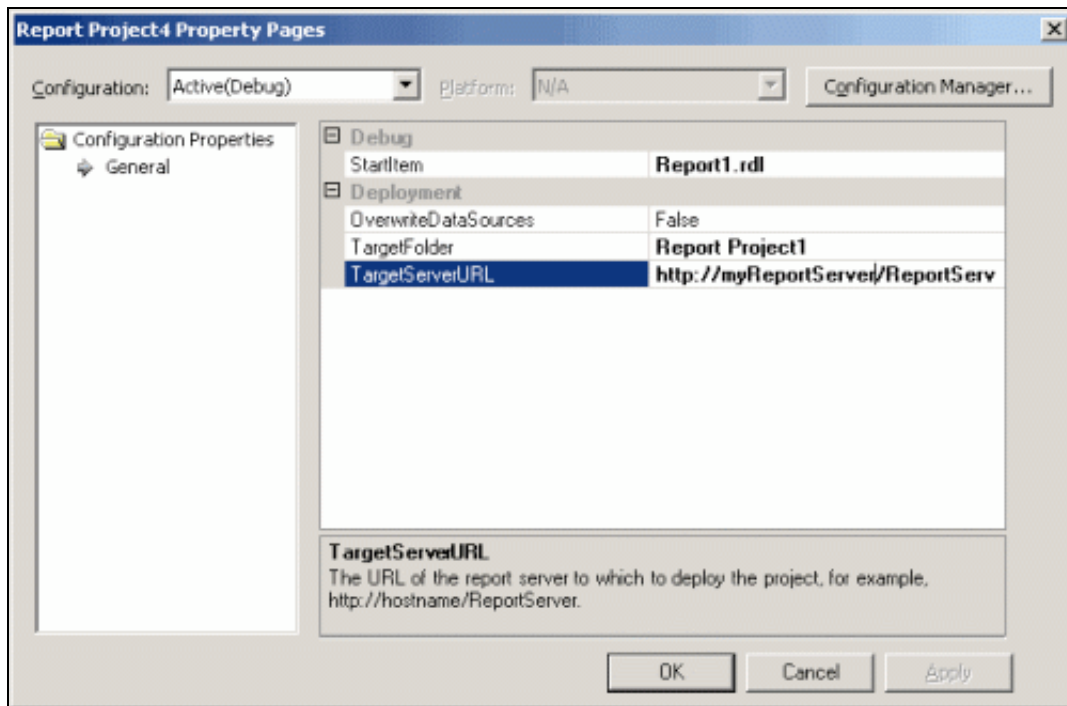 Report Project4 Property Pages
Configuration: Active(Debug) Platform: N/A Configuration Manager...
Configuration Properties
General
Debug
StartItem Report1.rdl
Deployment
OverwriteDataSources False
TargetFolder Report Project1
TargetServerURL http://myReportServer/ReportServ
TargetServerURL
The URL of the report server to which to deploy the project, for example,
http://hostname/ReportServer.
OK Cancel Apply